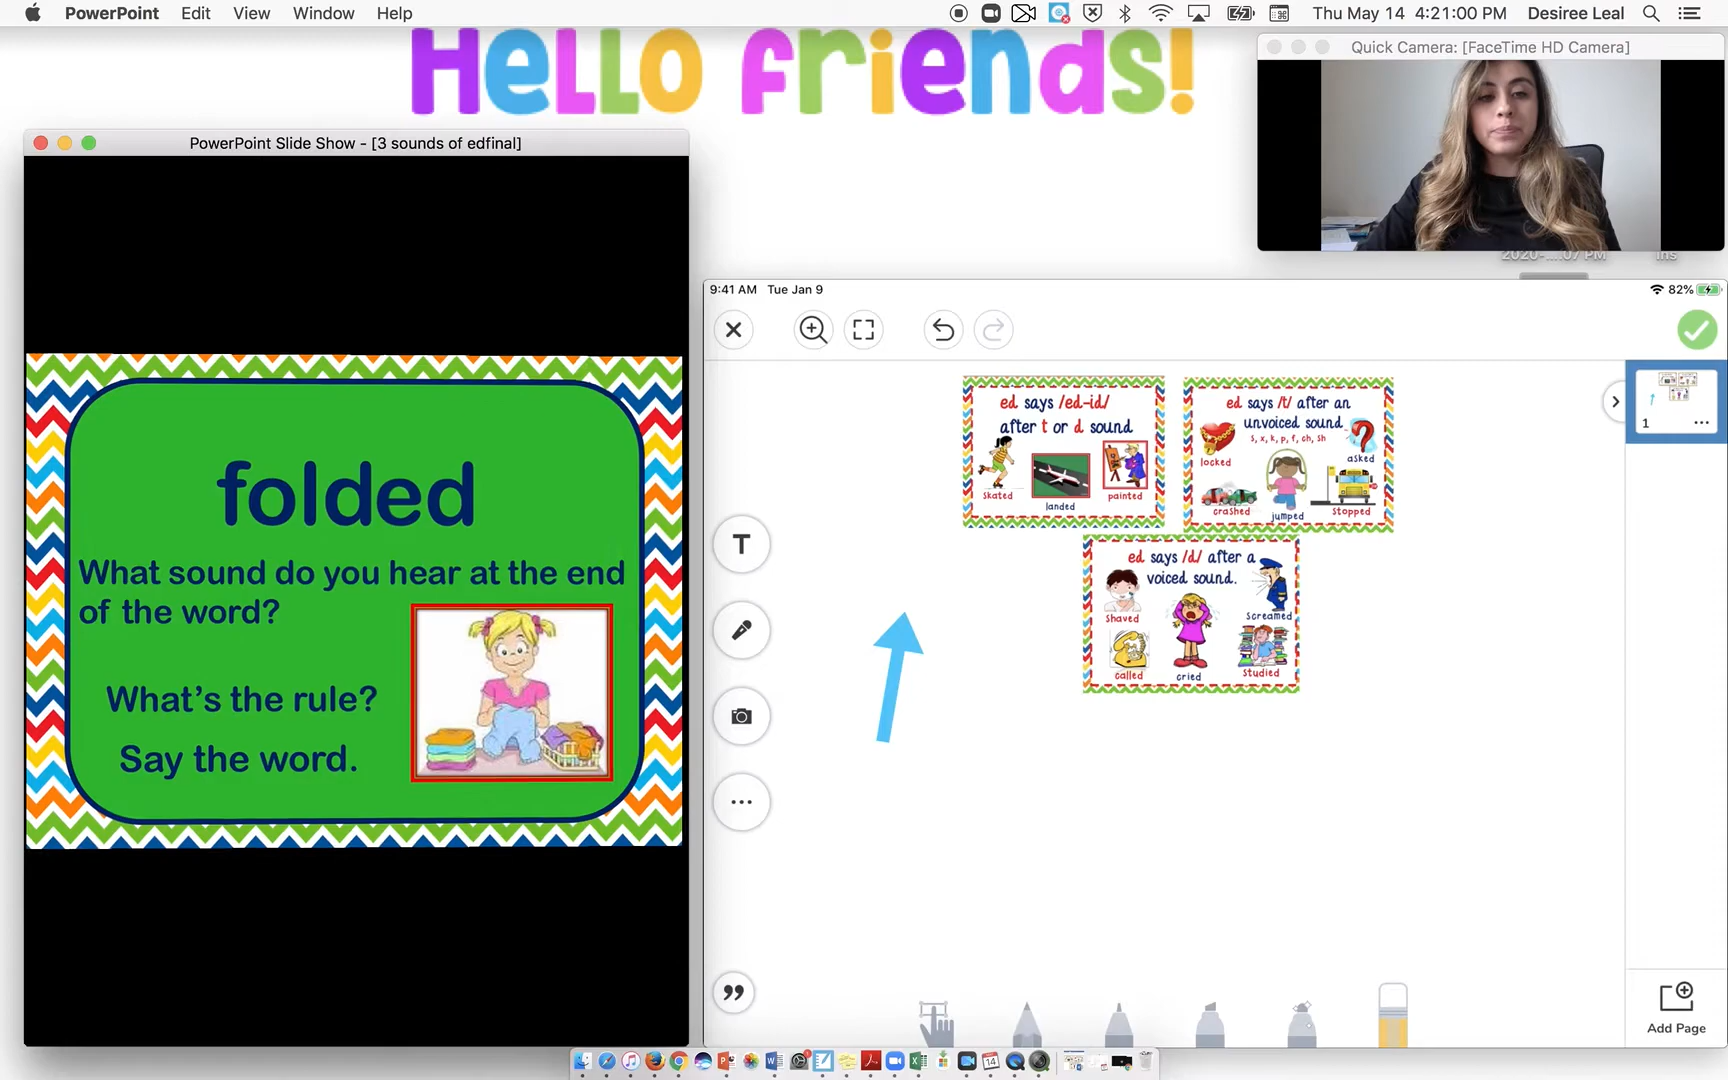 PowerPoint Edit View Window Help
Thu May 14 4:21:00 PM Desiree Leal
Hello friends!
Quick Camera: [FaceTime HD Camera]
PowerPoint Slide Show - [3 sounds of edfinal]
folded
What sound do you hear at the end
of the word?
What's the rule?
Say the word.
9:41 AM Tue Jan 9
82%
ed says /ed-id/
after t or d sound
skated
landed
painted
ed says /t/ after an
unvoiced sound
s, x, k, p, f, ch, sh
locked
asked
crashed
jumped
stopped
ed says /d/ after a
voiced sound.
shaved
screamed
called
cried
studied
T
1
Add Page